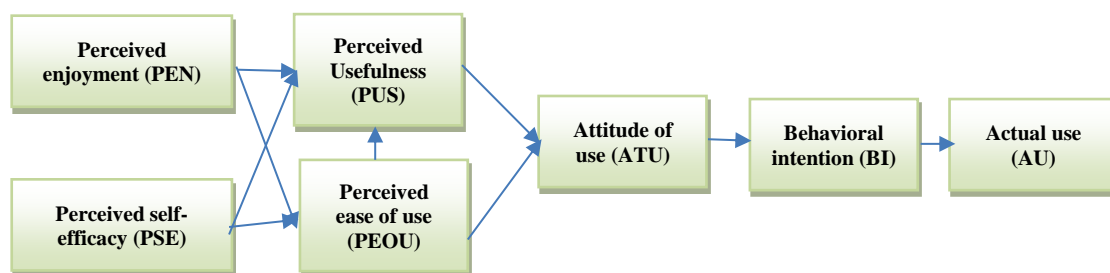 Perceived
enjoyment (PEN)
Perceived
Usefulness
(PUS)
Attitude of
use (ATU)
Behavioral
intention (BI)
Actual use
(AU)
Perceived self-
efficacy (PSE)
Perceived
ease of use
(PEOU)